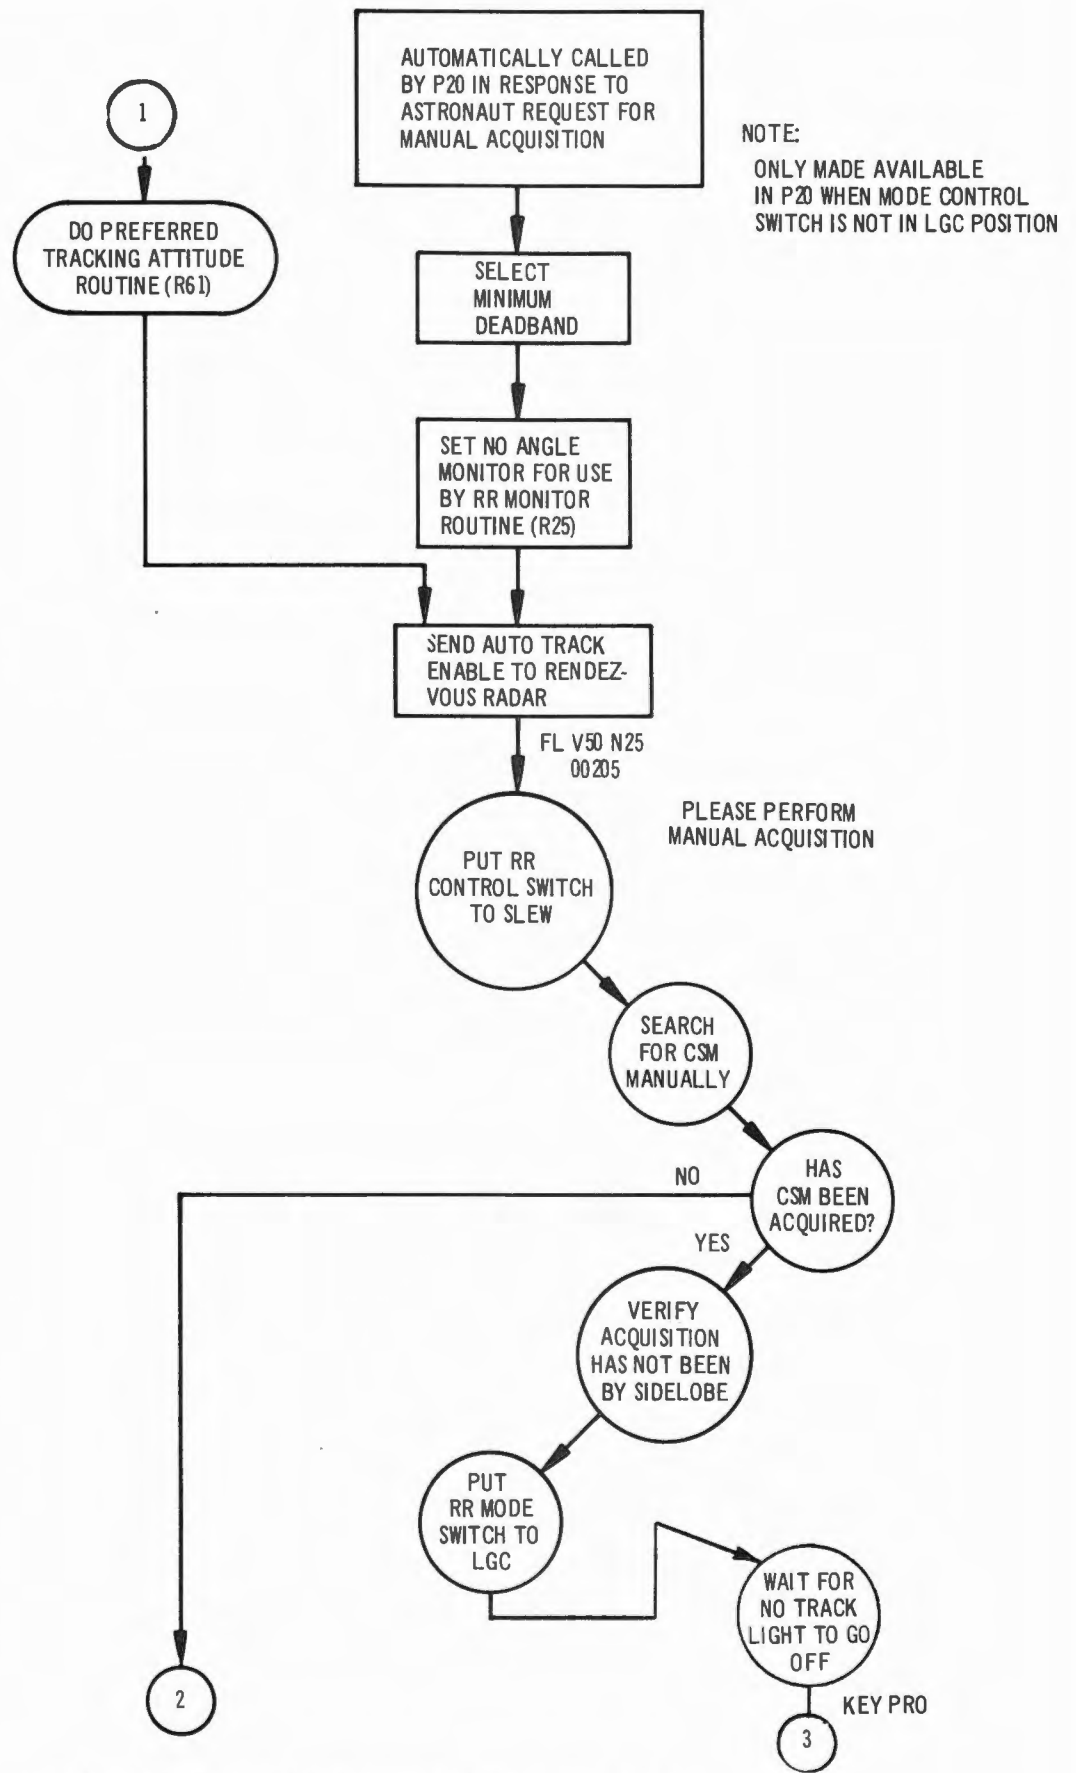 AUTOMATICALLY CALLED
BY P20 IN RESPONSE TO
ASTRONAUT REQUEST FOR
MANUAL ACQUISITION
NOTE:
ONLY MADE AVAILABLE
IN P20 WHEN MODE CONTROL
SWITCH IS NOT IN LGC POSITION
1
DO PREFERRED
TRACKING ATTITUDE
ROUTINE (R61)
SELECT
MINIMUM
DEADBAND
SET NO ANGLE
MONITOR FOR USE
BY RR MONITOR
ROUTINE (R25)
SEND AUTO TRACK
ENABLE TO RENDEZ-
VOUS RADAR
FL V50 N25
00205
PLEASE PERFORM
MANUAL ACQUISITION
PUT RR
CONTROL SWITCH
TO SLEW
SEARCH
FOR CSM
MANUALLY
HAS
CSM BEEN
ACQUIRED?
NO
YES
VERIFY
ACQUISITION
HAS NOT BEEN
BY SIDELOBE
PUT
RR MODE
SWITCH TO
LGC
WAIT FOR
NO TRACK
LIGHT TO GO
OFF
KEY PRO
2
3